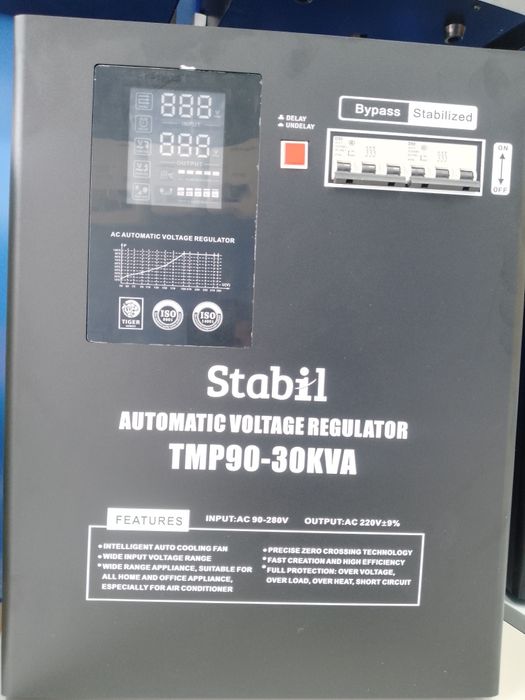 888 V
INPUT
888 V
OUTPUT
AC AUTOMATIC VOLTAGE REGULATOR
TIGER
ISO
ISO
DELAY
UNDELAY
Bypass Stabilized
ON
OFF
Stabil
AUTOMATIC VOLTAGE REGULATOR
TMP90-30KVA
FEATURES
INPUT:AC 90-280V OUTPUT:AC 220V±9%
• INTELLIGENT AUTO COOLING FAN
• WIDE INPUT VOLTAGE RANGE
• WIDE RANGE APPLIANCE, SUITABLE FOR
ALL HOME AND OFFICE APPLIANCE,
ESPECIALLY FOR AIR CONDITIONER
• PRECISE ZERO CROSSING TECHNOLOGY
• FAST CREATION AND HIGH EFFICIENCY
• FULL PROTECTION: OVER VOLTAGE,
OVER LOAD, OVER HEAT, SHORT CIRCUIT